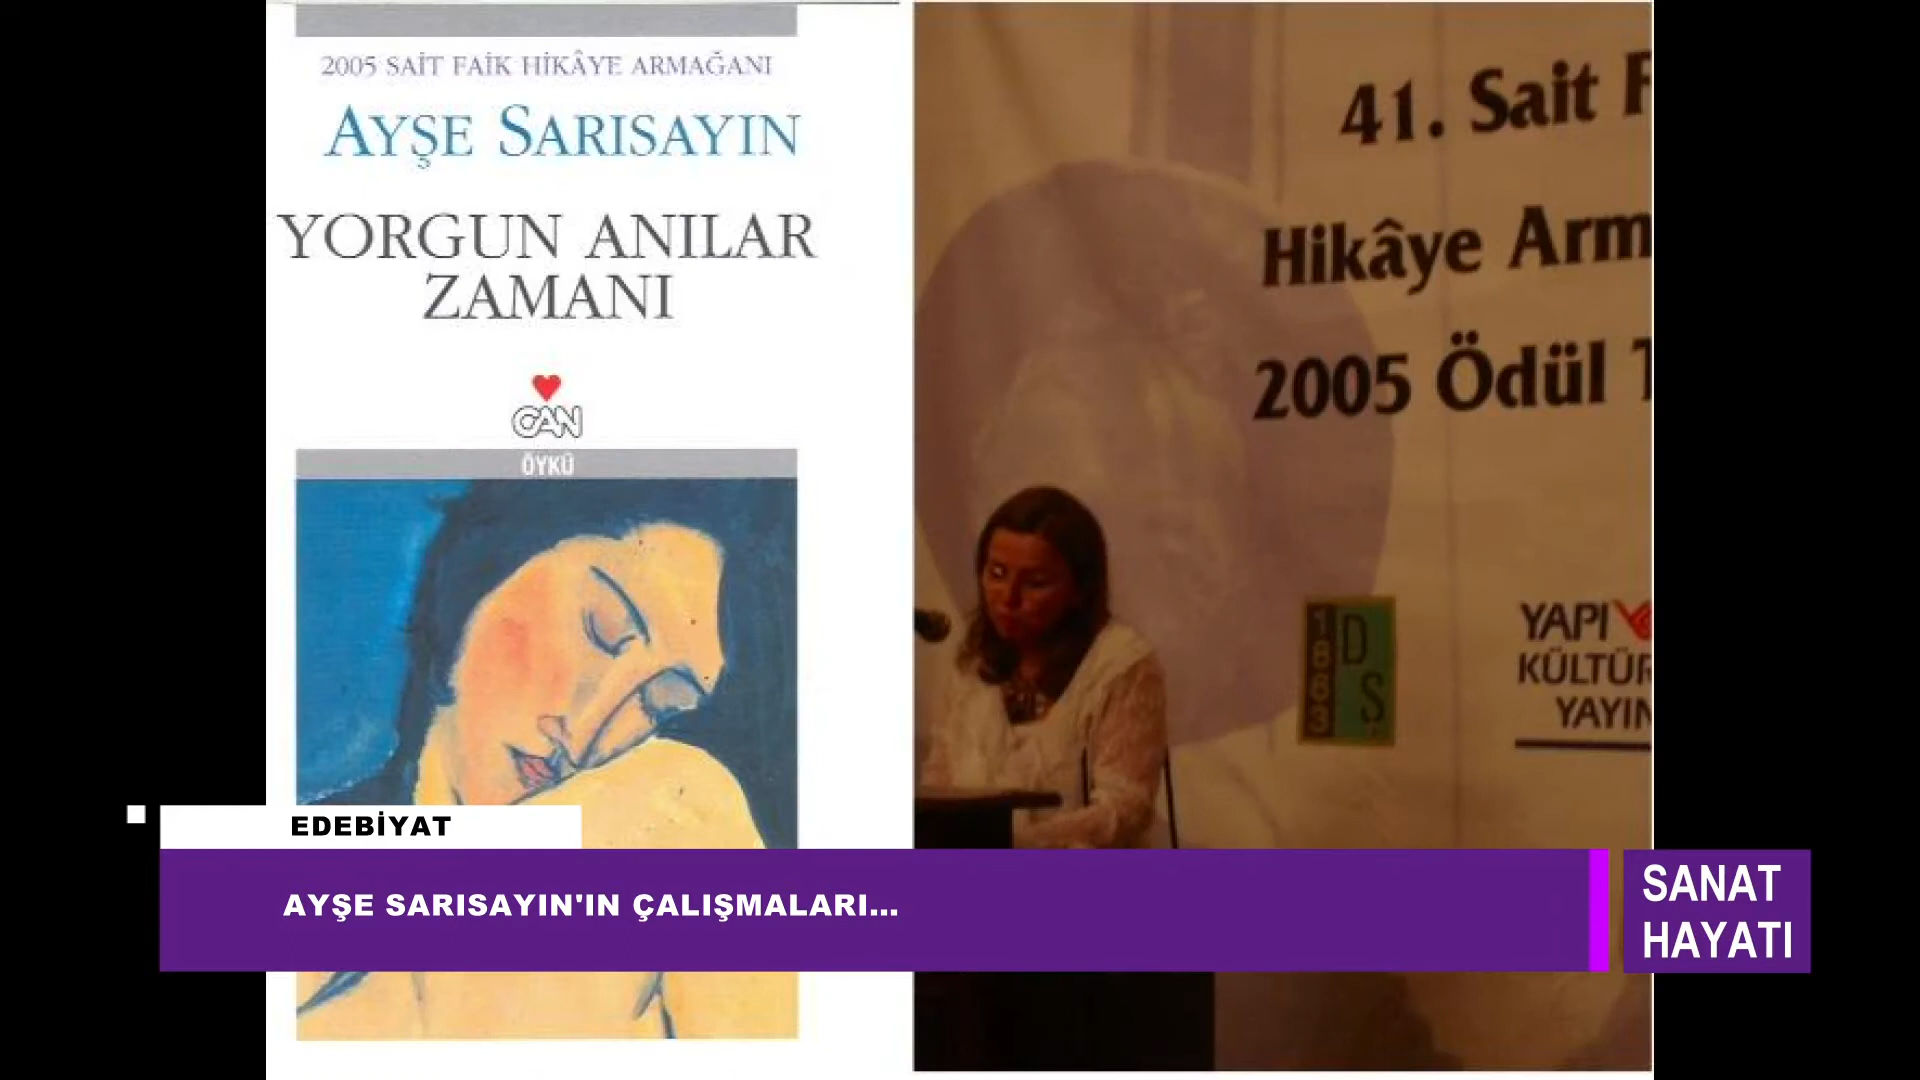 2005 SAİT FAİK HİKÂYE ARMAĞANI
AYŞE SARISAYIN
YORGUN ANILAR
ZAMANI
CAN
ÖYKÜ
41. Sait F
Hikâye Arm
2005 Ödül T
1863
D
Ş
YAPI
KÜLTÜR
YAYIN
EDEBİYAT
AYŞE SARISAYIN'IN ÇALIŞMALARI...
SANAT
HAYATI